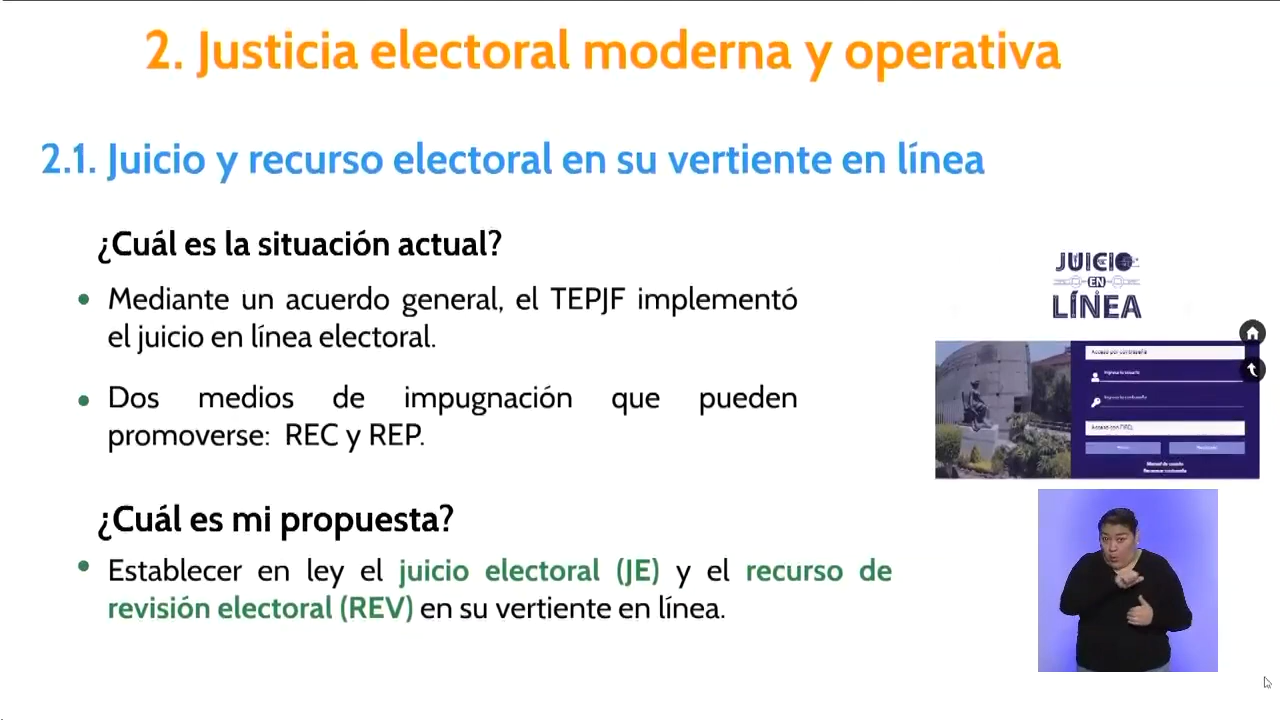 2. Justicia electoral moderna y operativa
2.1. Juicio y recurso electoral en su vertiente en línea
¿Cuál es la situación actual?
• Mediante un acuerdo general, el TEPJF implementó
el juicio en línea electoral.
• Dos medios de impugnación que pueden
promoverse: REC y REP.
¿Cuál es mi propuesta?
• Establecer en ley el juicio electoral (JE) y el recurso de
revisión electoral (REV) en su vertiente en línea.
JUICIO
EN
LÍNEA
Acceso por contraseña